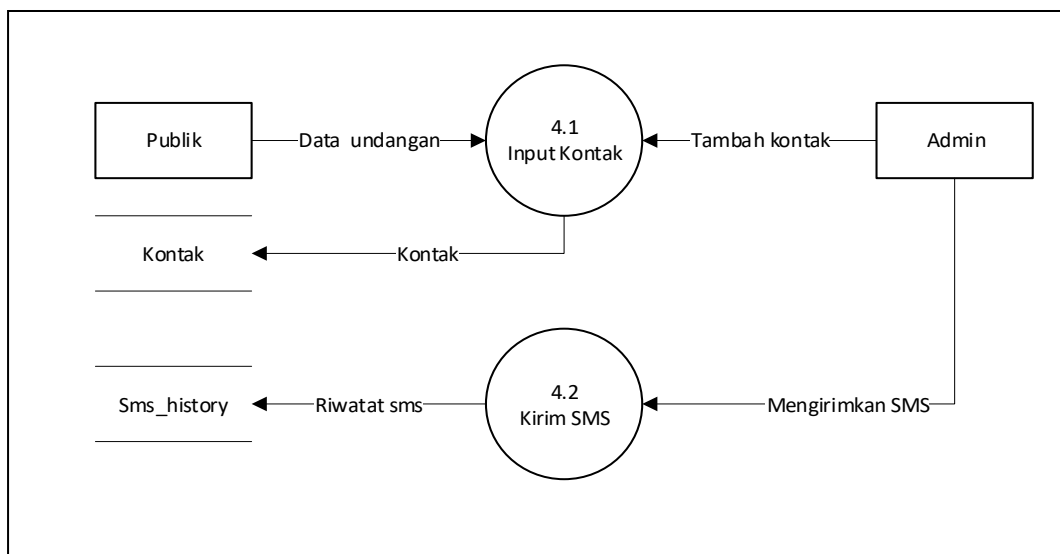 Publik
Data undangan
4.1
Input Kontak
Tambah kontak
Admin
Kontak
Kontak
Sms_history
Riwatat sms
4.2
Kirim SMS
Mengirimkan SMS